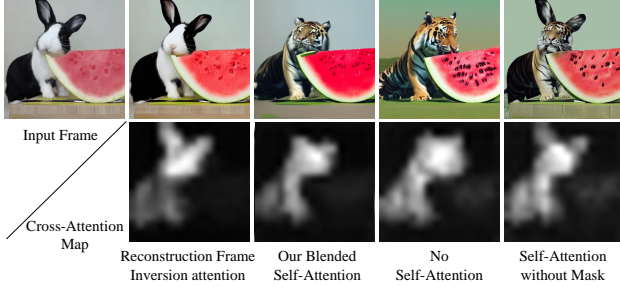 Input Frame
Cross-Attention
Map
Reconstruction Frame
Inversion attention
Our Blended
Self-Attention
No
Self-Attention
Self-Attention
without Mask